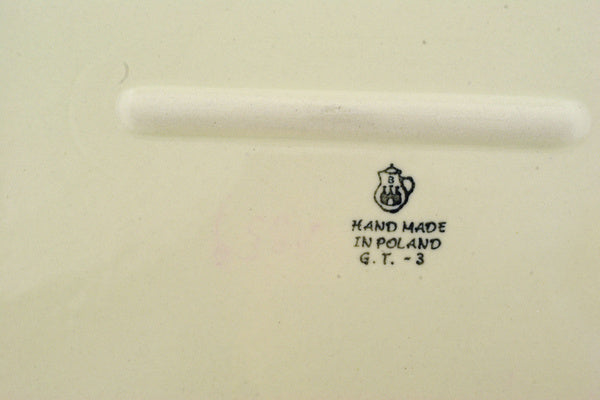 B
HAND MADE
IN POLAND
G. T. - 3